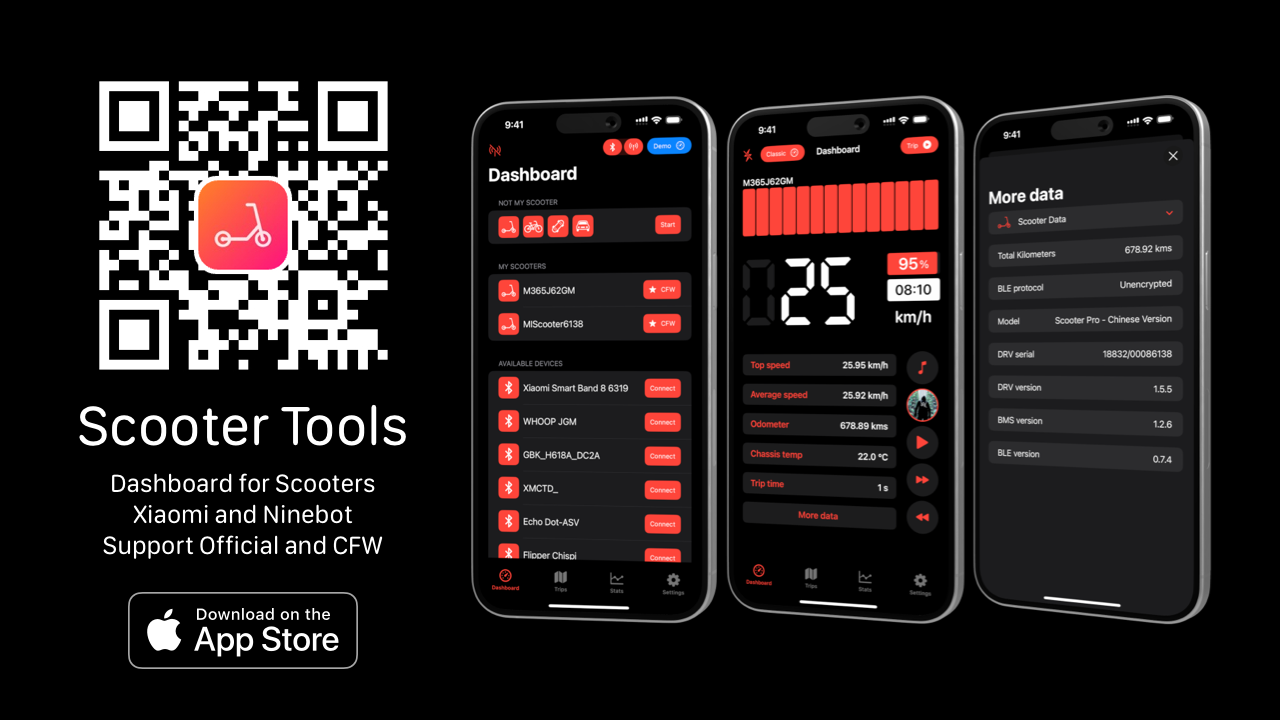 Scooter Tools
Dashboard for Scooters
Xiaomi and Ninebot
Support Official and CFW
Download on the
App Store
9:41
Demo
Dashboard
NOT MY SCOOTER
Start
MY SCOOTERS
M365J62GM
CFW
MIScooter6138
CFW
AVAILABLE DEVICES
Xiaomi Smart Band 8 6319
Connect
WHOOP JGM
Connect
GBK_H618A_DC2A
Connect
XMCTD_
Connect
Echo Dot-ASV
Connect
Flipper Chispi
Connect
Dashboard
Trips
Stats
Settings
9:41
Classic
Dashboard
Trip
M365J62GM
25
95%
08:10
km/h
Top speed
25.95 km/h
Average speed
25.92 km/h
Odometer
678.89 kms
Chassis temp
22.0 ºC
Trip time
1 s
More data
Dashboard
Trips
Stats
Settings
9:41
More data
Scooter Data
Total Kilometers
678.92 kms
BLE protocol
Unencrypted
Model
Scooter Pro - Chinese Version
DRV serial
18832/00086138
DRV version
1.5.5
BMS version
1.2.6
BLE version
0.7.4